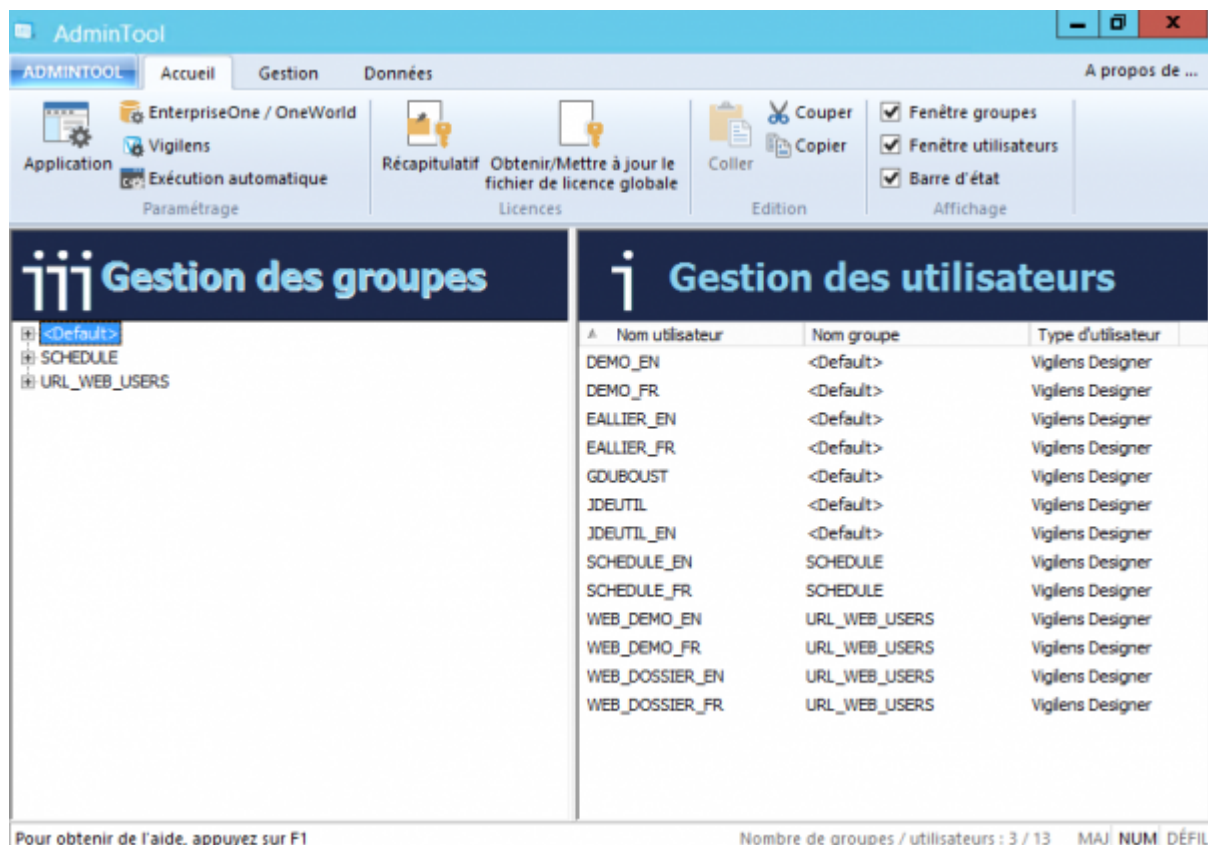 AdminTool
ADMINTOOL Accueil Gestion Données A propos de ...
Application
EnterpriseOne / OneWorld
Vigilens
Exécution automatique
Paramétrage
Récapitulatif
Obtenir/Mettre à jour le
fichier de licence globale
Licences
Coller
Couper
Copier
Edition
Fenêtre groupes
Fenêtre utilisateurs
Barre d'état
Affichage
Gestion des groupes
<Default>
SCHEDULE
URL_WEB_USERS
Gestion des utilisateurs
Nom utilisateur Nom groupe Type d'utilisateur
DEMO_EN <Default> Vigilens Designer
DEMO_FR <Default> Vigilens Designer
EALLIER_EN <Default> Vigilens Designer
EALLIER_FR <Default> Vigilens Designer
GDUBOUST <Default> Vigilens Designer
JDEUTIL <Default> Vigilens Designer
JDEUTIL_EN <Default> Vigilens Designer
SCHEDULE_EN SCHEDULE Vigilens Designer
SCHEDULE_FR SCHEDULE Vigilens Designer
WEB_DEMO_EN URL_WEB_USERS Vigilens Designer
WEB_DEMO_FR URL_WEB_USERS Vigilens Designer
WEB_DOSSIER_EN URL_WEB_USERS Vigilens Designer
WEB_DOSSIER_FR URL_WEB_USERS Vigilens Designer
Pour obtenir de l'aide, appuyez sur F1 Nombre de groupes / utilisateurs : 3 / 13 MAJ NUM DÉFIL